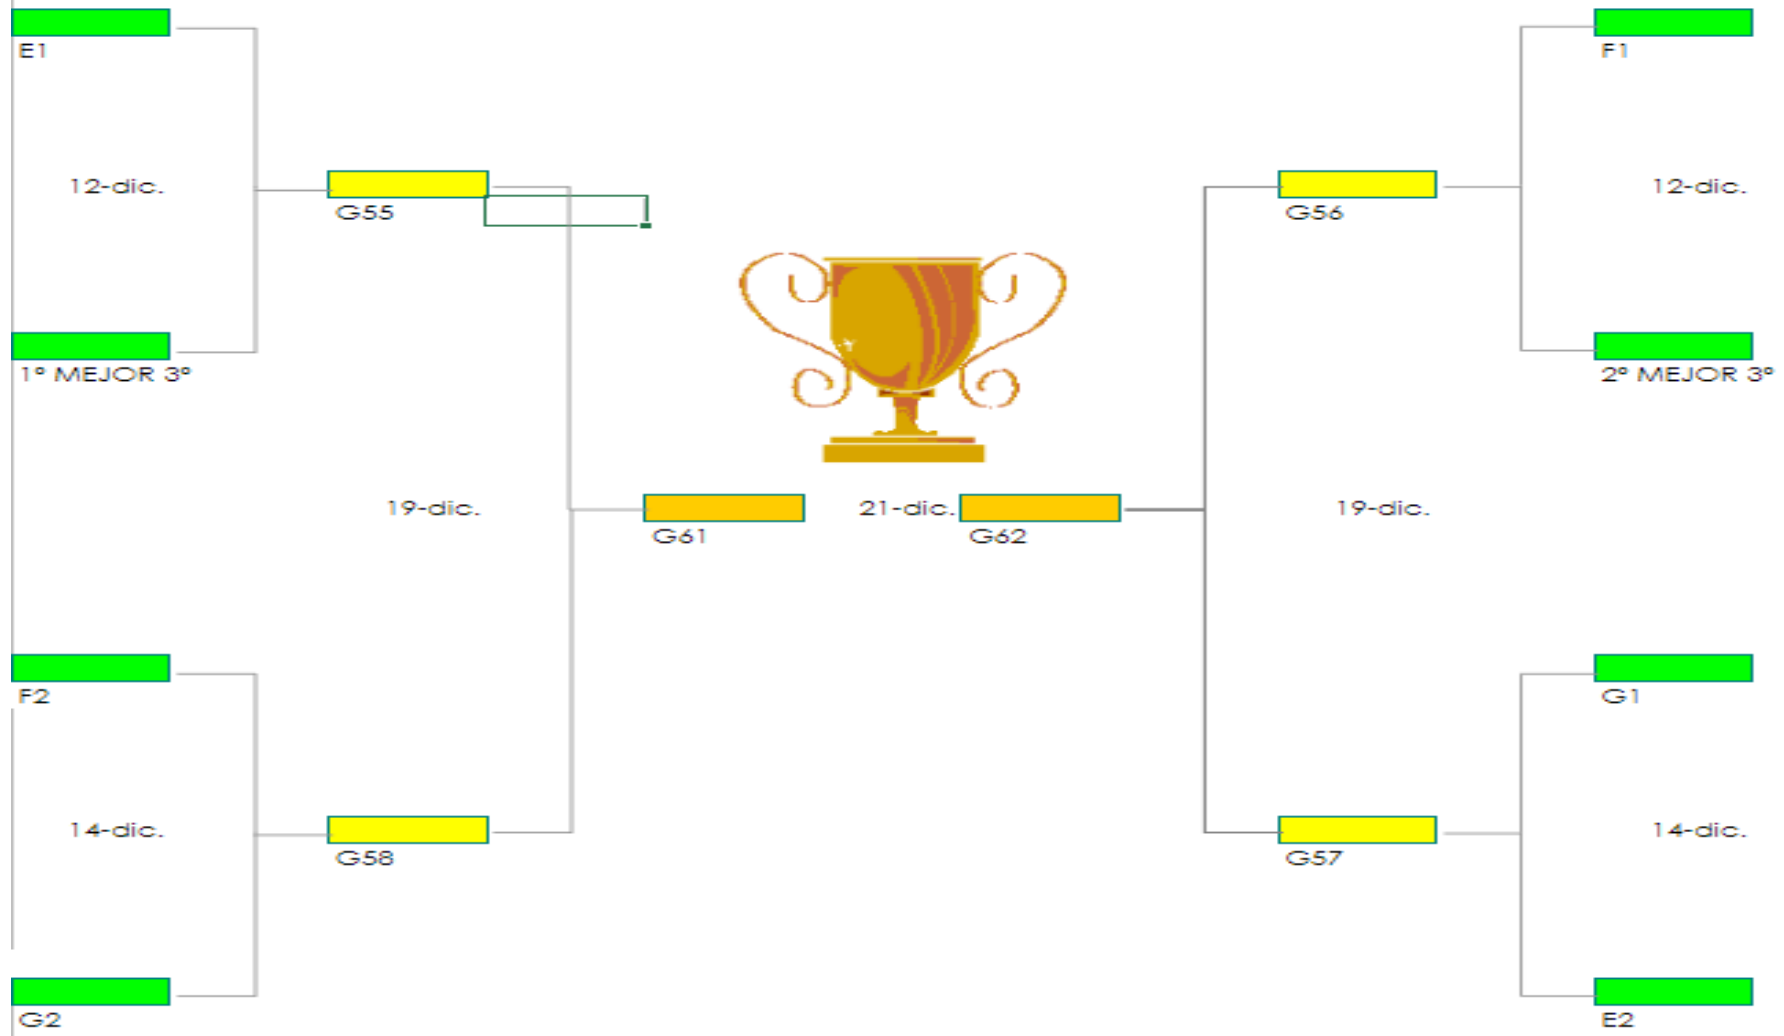 E1
F1
12-dic.
12-dic.
G55
G56
1º MEJOR 3º
2º MEJOR 3º
19-dic.
21-dic.
19-dic.
G61
G62
F2
G1
14-dic.
14-dic.
G58
G57
G2
E2